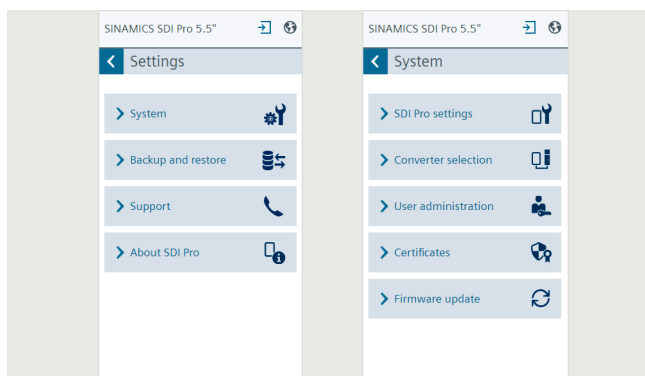 SINAMICS SDI Pro 5.5"
Settings
System
Backup and restore
Support
About SDI Pro
SINAMICS SDI Pro 5.5"
System
SDI Pro settings
Converter selection
User administration
Certificates
Firmware update